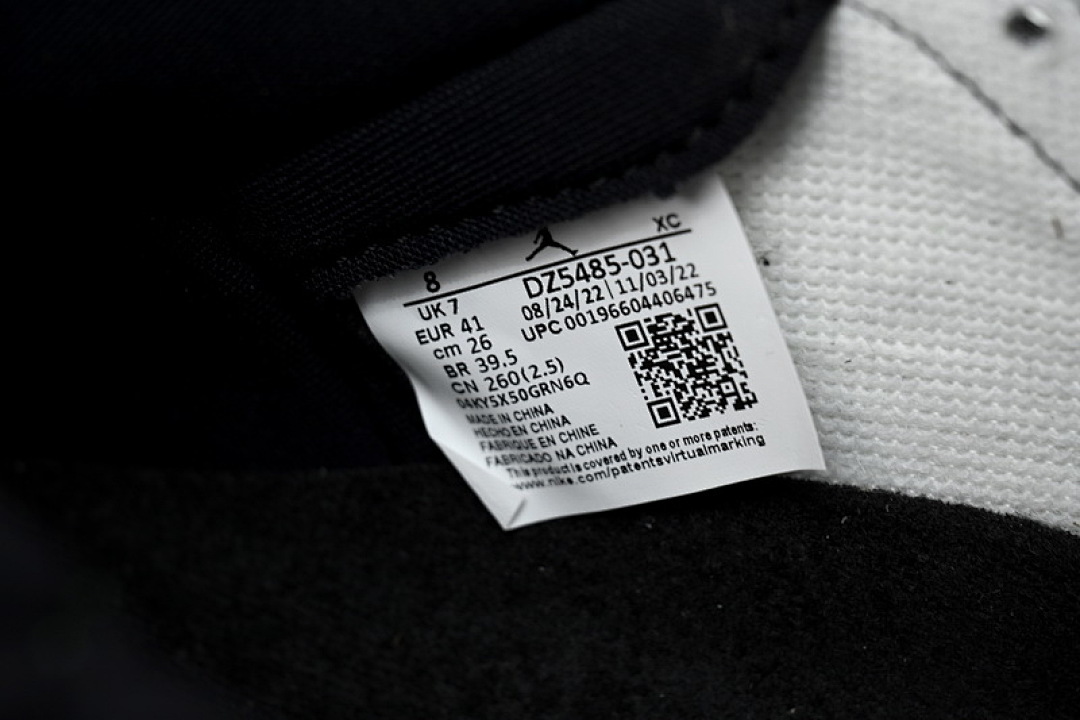 8
XC
UK 7
EUR 41
cm 26
BR 39.5
CN 260(2.5)
04KY5X50GRN6Q
DZ5485-031
08/24/22|11/03/22
UPC 00196604406475
MADE IN CHINA
HECHO EN CHINA
FABRIQUE EN CHINE
FABRICADO NA CHINA
This product is covered by one or more patents:
www.nike.com/patentsvirtualmarking